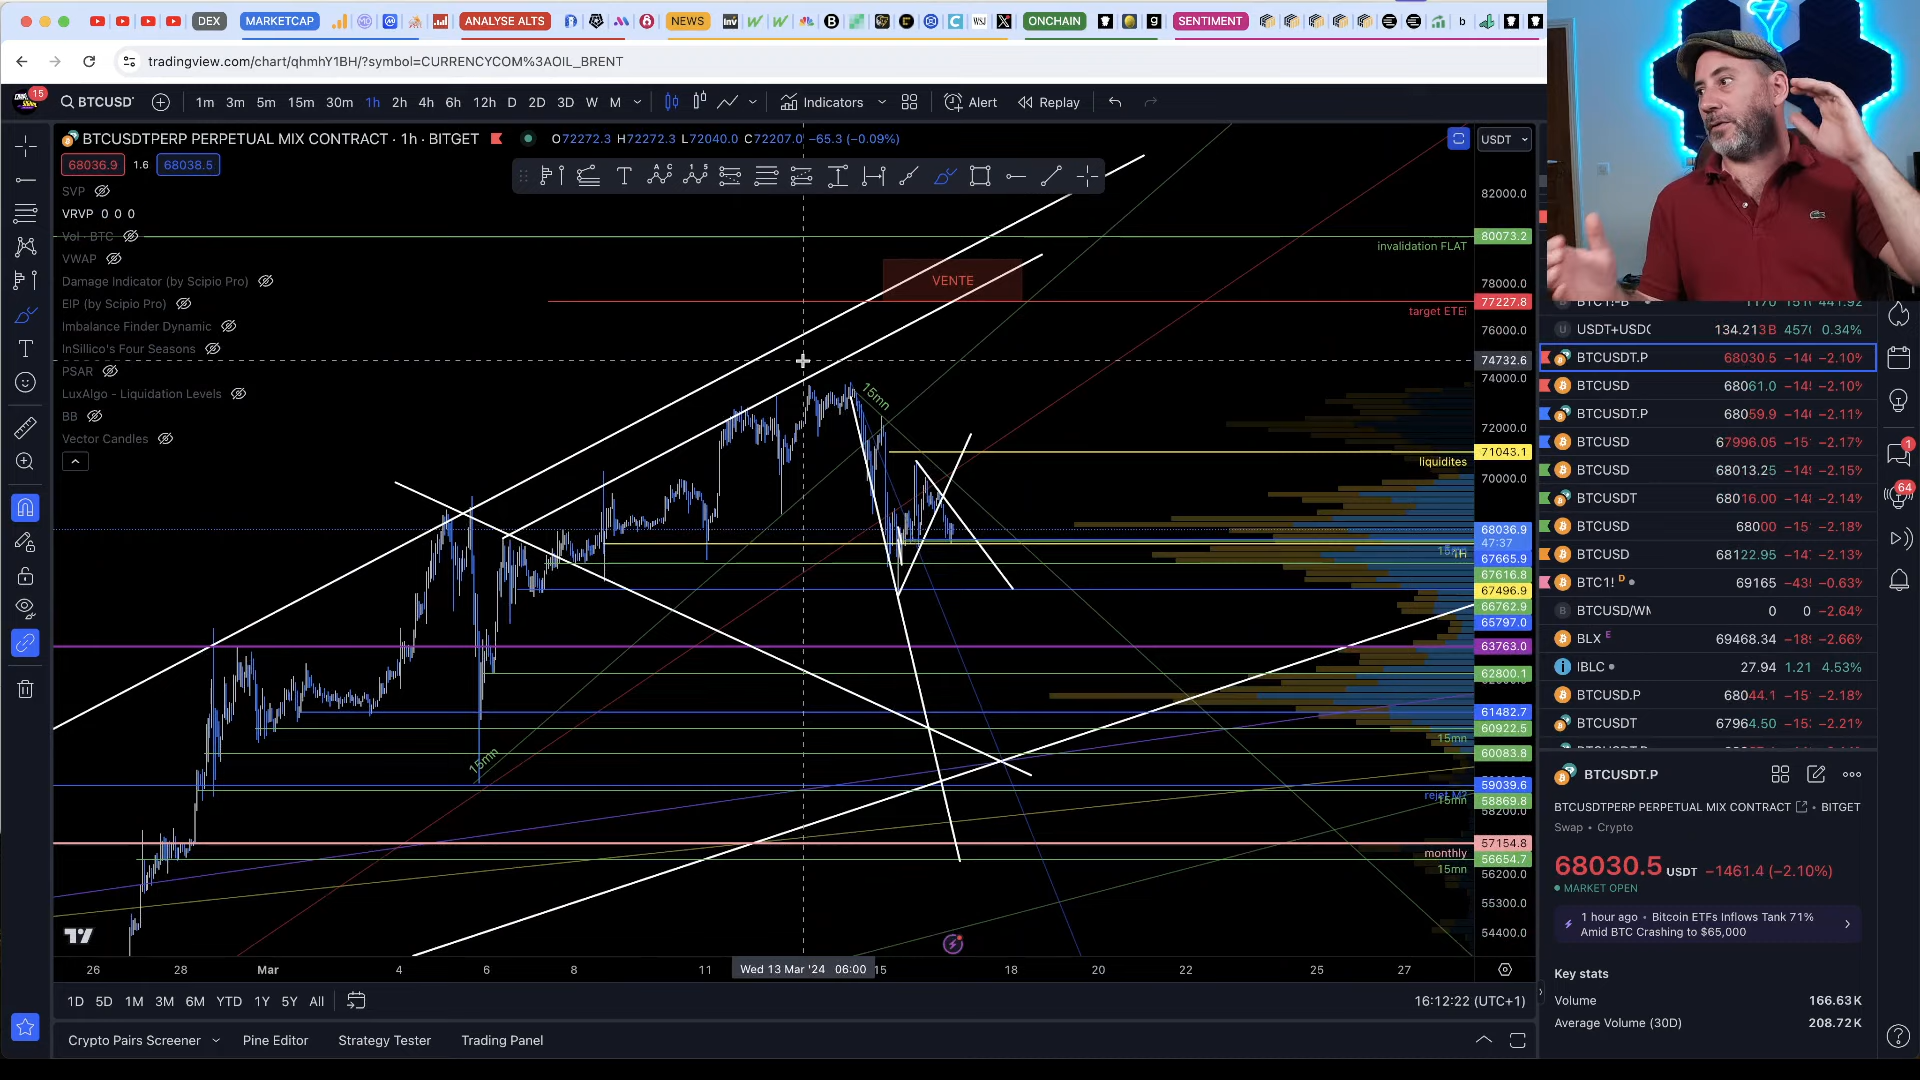 DEX MARKETCAP ANALYSE ALTS NEWS ONCHAIN SENTIMENT
tradingview.com/chart/qhmhY1BH/?symbol=CURRENCYCOM%3AOIL_BRENT
15
BTCUSDT 1m 3m 5m 15m 30m 1h 2h 4h 6h 12h D 2D 3D W M Indicators Alert Replay
BTCUSDTPERP PERPETUAL MIX CONTRACT · 1h · BITGET O72272.3 H72272.3 L72040.0 C72207.0 −65.3 (−0.09%)
USDT
68036.9 1.6 68038.5
SVP
VRVP 0 0 0
Vol · BTC
VWAP
Damage Indicator (by Scipio Pro)
EIP (by Scipio Pro)
Imbalance Finder Dynamic
InSillico's Four Seasons
PSAR
LuxAlgo - Liquidation Levels
BB
Vector Candles
VENTE
15mn
15mn
invalidation FLAT
target ETEi
liquidites
1H
15mn
rejet M2
15mn
monthly
15mn
82000.0
80073.2
78000.0
77227.8
76000.0
74732.6
74000.0
72000.0
71043.1
70000.0
68036.9
47:37
67665.9
67616.8
67496.9
66762.9
65797.0
63763.0
62800.1
61482.7
60922.5
60083.8
59039.6
58869.8
58200.0
57154.8
56654.7
56200.0
55300.0
54400.0
26 28 Mar 4 6 8 11 Wed 13 Mar '24 06:00 15 18 20 22 25 27
1D 5D 1M 3M 6M YTD 1Y 5Y All 16:12:22 (UTC+1)
Crypto Pairs Screener Pine Editor Strategy Tester Trading Panel
USDT+USDC 134.213B 0.34%
BTCUSDT.P 68030.5 −2.10%
BTCUSD 68061.0 −2.10%
BTCUSDT.P 68059.9 −2.11%
BTCUSD 67996.05 −2.17%
BTCUSD 68013.25 −2.15%
BTCUSDT 68016.00 −2.14%
BTCUSD 68000 −2.18%
BTCUSD 68122.95 −2.13%
BTC1! D 69165 −0.63%
BTCUSD/WM 0 0 −2.64%
BLX E 69468.34 −2.66%
IBLC 27.94 1.21 4.53%
BTCUSD.P 68044.1 −2.18%
BTCUSDT 67964.50 −2.21%
1
64
BTCUSDT.P
BTCUSDTPERP PERPETUAL MIX CONTRACT • BITGET
Swap • Crypto
68030.5 USDT −1461.4 (−2.10%)
MARKET OPEN
1 hour ago • Bitcoin ETFs Inflows Tank 71%
Amid BTC Crashing to $65,000
Key stats
Volume 166.63K
Average Volume (30D) 208.72K